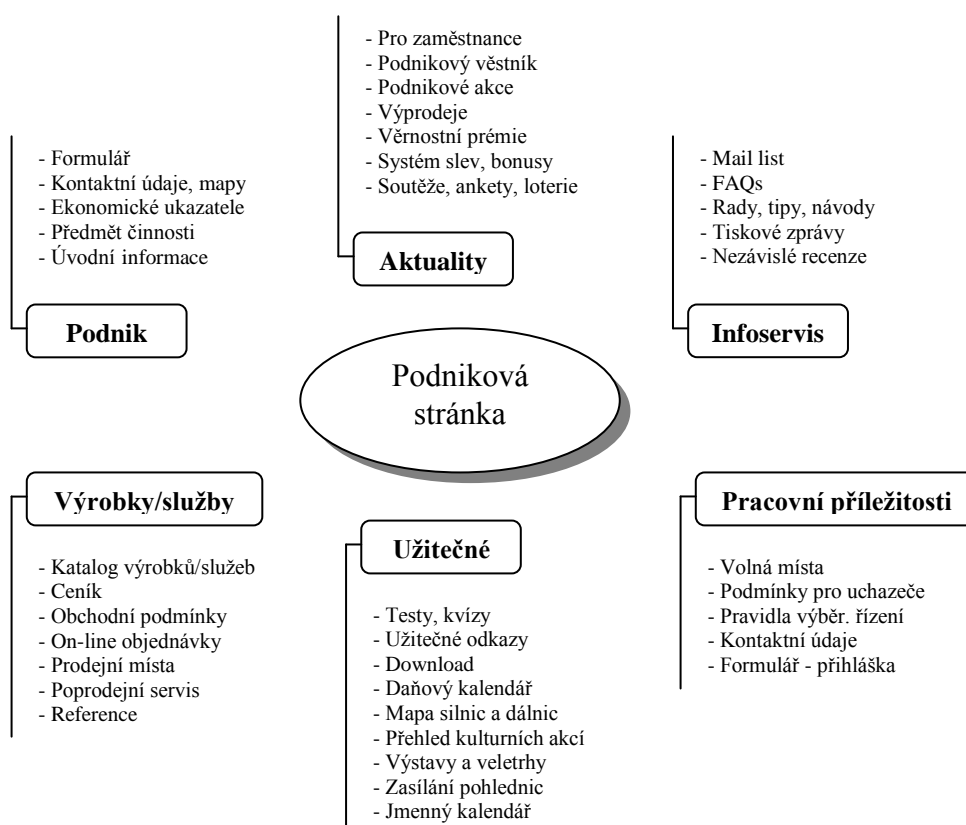 - Pro zaměstnance
- Podnikový věstník
- Podnikové akce
- Výprodeje
- Věrnostní prémie
- Systém slev, bonusy
- Soutěže, ankety, loterie
Aktuality
- Formulář
- Kontaktní údaje, mapy
- Ekonomické ukazatele
- Předmět činnosti
- Úvodní informace
Podnik
- Mail list
- FAQs
- Rady, tipy, návody
- Tiskové zprávy
- Nezávislé recenze
Infoservis
Podniková
stránka
Výrobky/služby
- Katalog výrobků/služeb
- Ceník
- Obchodní podmínky
- On-line objednávky
- Prodejní místa
- Poprodejní servis
- Reference
Užitečné
- Testy, kvízy
- Užitečné odkazy
- Download
- Daňový kalendář
- Mapa silnic a dálnic
- Přehled kulturních akcí
- Výstavy a veletrhy
- Zasílání pohlednic
- Jmenný kalendář
Pracovní příležitosti
- Volná místa
- Podmínky pro uchazeče
- Pravidla výběr. řízení
- Kontaktní údaje
- Formulář - přihláška